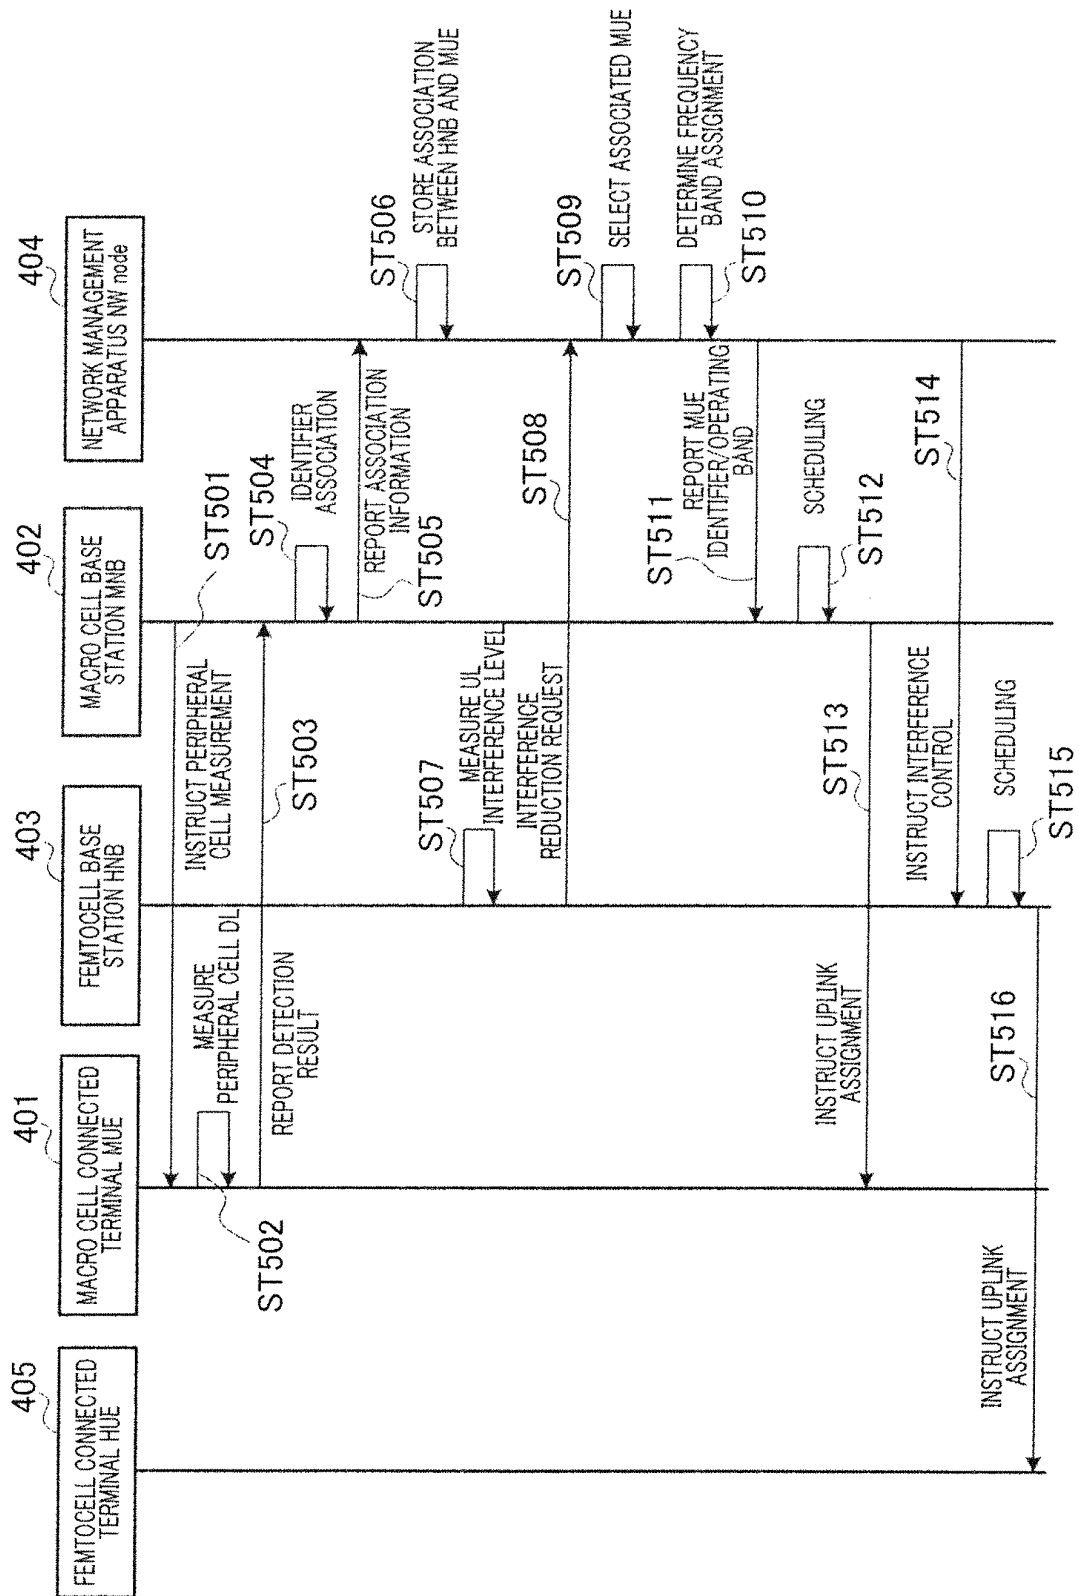 405
FEMTOCELL CONNECTED
TERMINAL HUE
401
MACRO CELL CONNECTED
TERMINAL MUE
403
FEMTOCELL BASE
STATION HNB
402
MACRO CELL BASE
STATION MNB
404
NETWORK MANAGEMENT
APPARATUS NW node
ST501
INSTRUCT PERIPHERAL
CELL MEASUREMENT
ST502
MEASURE
PERIPHERAL CELL DL
ST503
REPORT DETECTION
RESULT
ST504
IDENTIFIER
ASSOCIATION
REPORT ASSOCIATION
INFORMATION
ST505
ST506
STORE ASSOCIATION
BETWEEN HNB AND MUE
ST507
MEASURE UL
INTERFERENCE LEVEL
INTERFERENCE
REDUCTION REQUEST
ST508
ST509
SELECT ASSOCIATED MUE
DETERMINE FREQUENCY
BAND ASSIGNMENT
ST510
REPORT MUE
IDENTIFIER/OPERATING
BAND
ST511
SCHEDULING
ST512
INSTRUCT UPLINK
ASSIGNMENT
ST513
INSTRUCT INTERFERENCE
CONTROL
ST514
SCHEDULING
ST515
INSTRUCT UPLINK
ASSIGNMENT
ST516